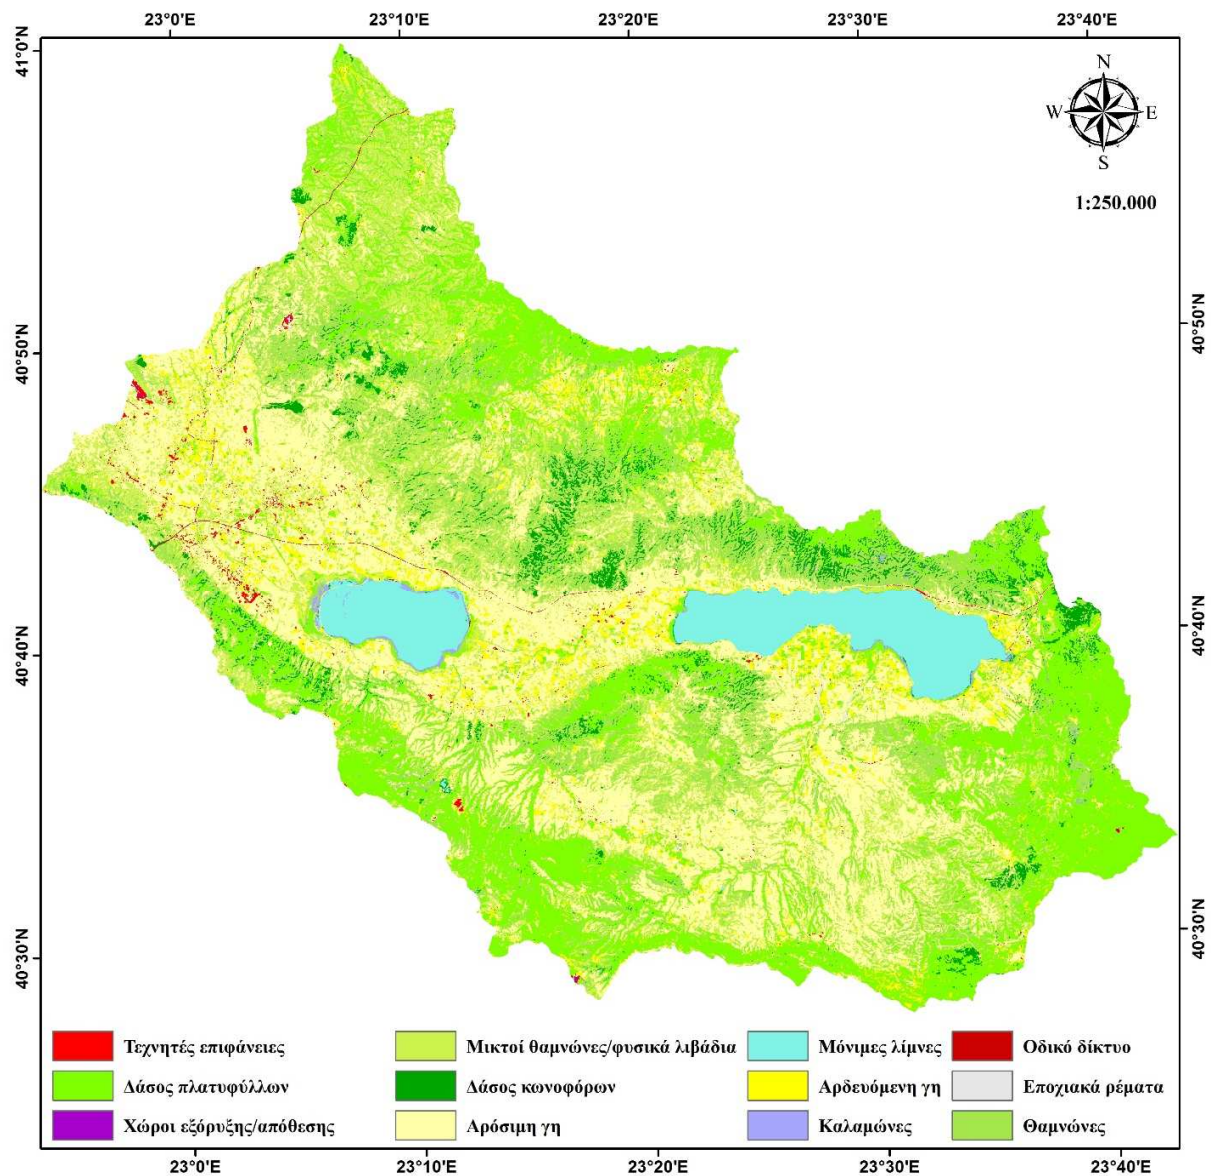 23°0'E 23°10'E 23°20'E 23°30'E 23°40'E
41°0'N
N
W E
S
1:250.000
40°50'N
40°50'N
40°40'N
40°40'N
40°30'N
40°30'N
Τεχνητές επιφάνειες
Μικτοί θαμνώνες/φυσικά λιβάδια
Μόνιμες λίμνες
Οδικό δίκτυο
Δάσος πλατυφύλλων
Δάσος κωνοφόρων
Αρδευόμενη γη
Εποχιακά ρέματα
Χώροι εξόρυξης/απόθεσης
Αρόσιμη γη
Καλαμώνες
Θαμνώνες
23°0'E 23°10'E 23°20'E 23°30'E 23°40'E